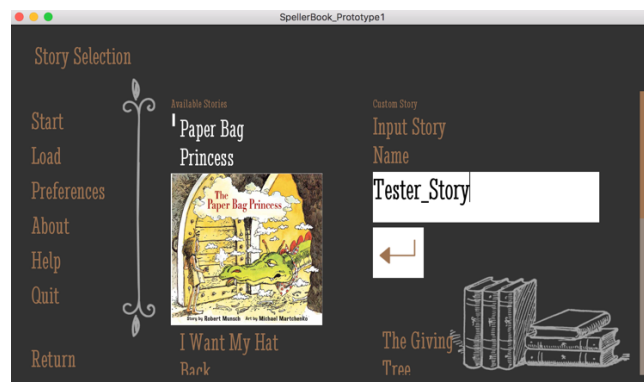 SpellerBook_Prototype1
Story Selection
Start
Load
Preferences
About
Help
Quit
Return
Available Stories
Paper Bag
Princess
The
Paper Bag Princess
Story by Robert Munsch Art by Michael Martchenko
I Want My Hat
Back
Custom Story
Input Story
Name
Tester_Story
The Giving
Tree